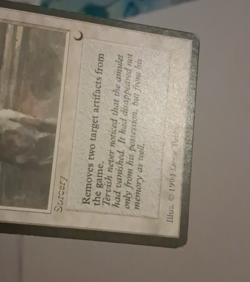 Sorcery
Removes two target artifacts from
the game.
Tervish never noticed that the amulet
had vanished. It had disappeared not
only from his possession, but from his
memory as well.
Illus. © 1994